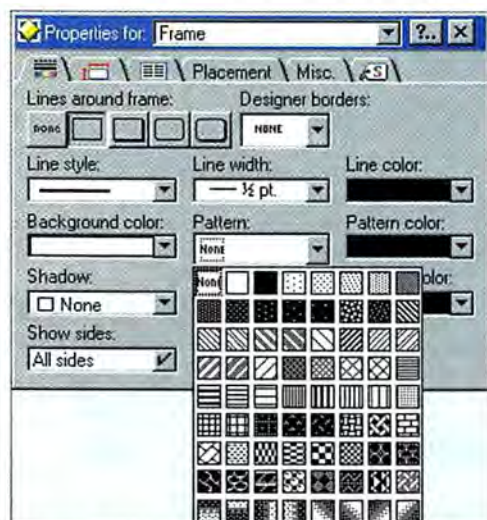 Properties for: Frame ?..
Placement Misc. S
Lines around frame: Designer borders:
none NONE
Line style: Line width: Line color:
½ pt.
Background color: Pattern: Pattern color:
None
Shadow: None olor:
None
Show sides:
All sides